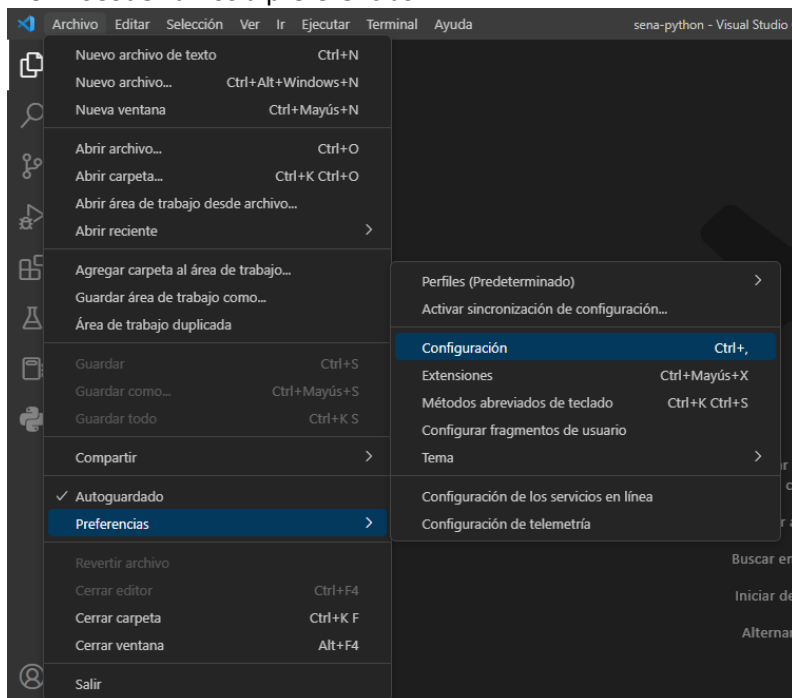 Archivo Editar Selección Ver Ir Ejecutar Terminal Ayuda sena-python - Visual Studio
Nuevo archivo de texto Ctrl+N
Nuevo archivo... Ctrl+Alt+Windows+N
Nueva ventana Ctrl+Mayús+N
Abrir archivo... Ctrl+O
Abrir carpeta... Ctrl+K Ctrl+O
Abrir área de trabajo desde archivo...
Abrir reciente
Agregar carpeta al área de trabajo...
Guardar área de trabajo como...
Área de trabajo duplicada
Guardar Ctrl+S
Guardar como... Ctrl+Mayús+S
Guardar todo Ctrl+K S
Compartir
Autoguardado
Preferencias
Revertir archivo
Cerrar editor Ctrl+F4
Cerrar carpeta Ctrl+K F
Cerrar ventana Alt+F4
Salir
Perfiles (Predeterminado)
Activar sincronización de configuración...
Configuración Ctrl+,
Extensiones Ctrl+Mayús+X
Métodos abreviados de teclado Ctrl+K Ctrl+S
Configurar fragmentos de usuario
Tema
Configuración de los servicios en línea
Configuración de telemetría
Buscar en
Iniciar de
Alternar